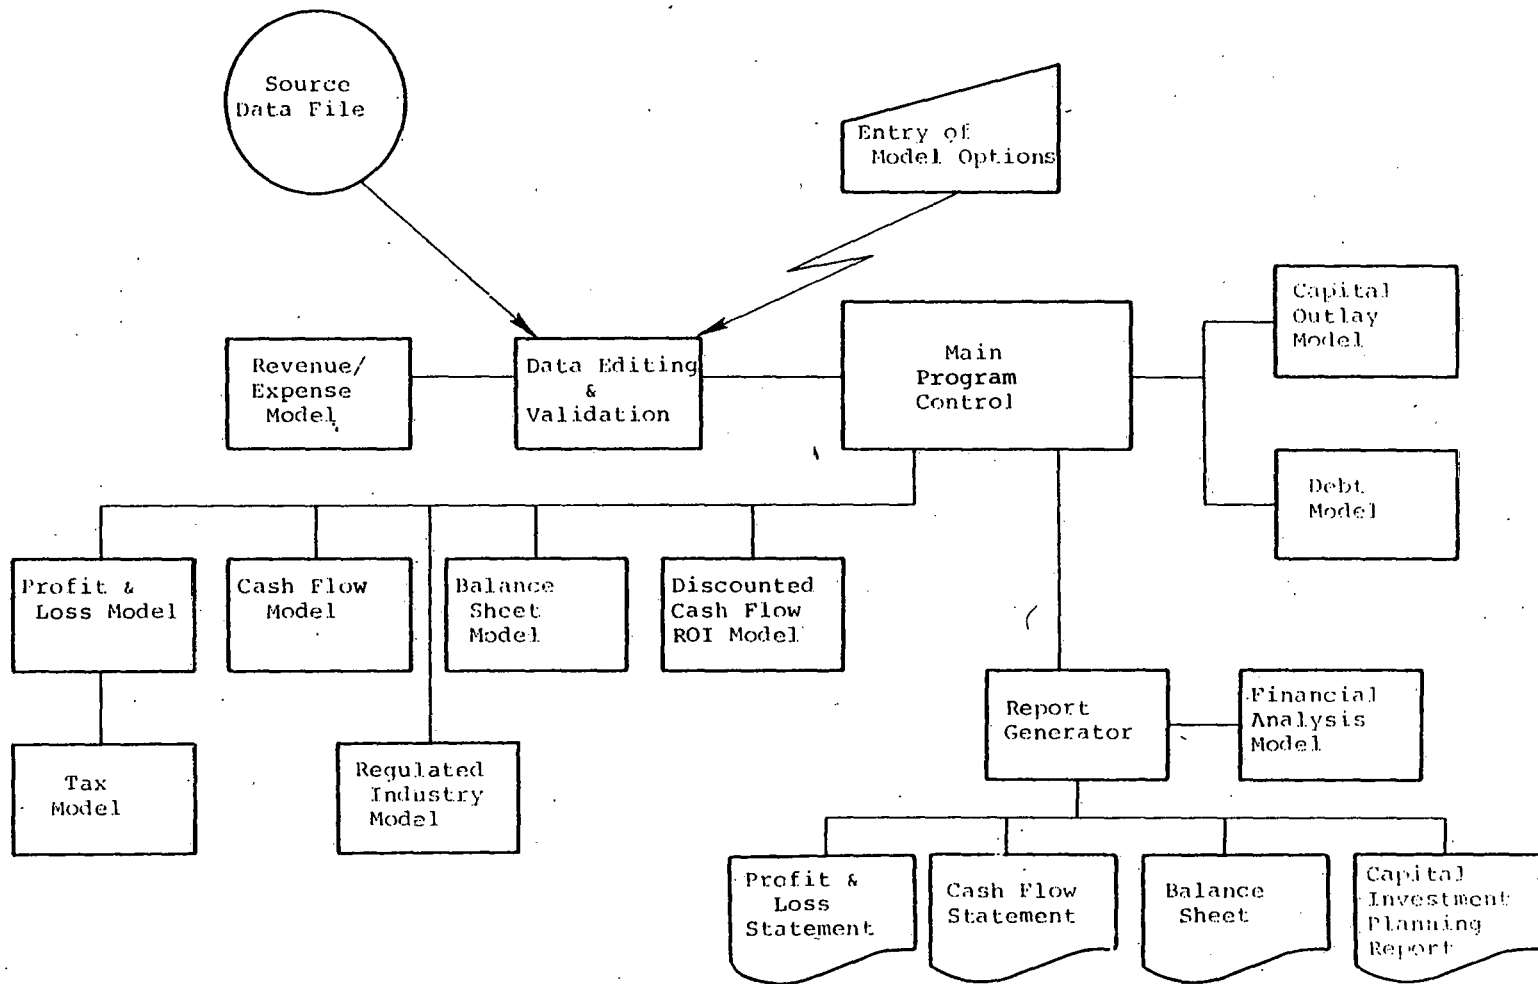 Source
Data File
Entry of
Model Options
Capital
Outlay
Model
Revenue/
Expense
Model
Data Editing
&
Validation
Main
Program
Control
Debt
Model
Profit &
Loss Model
Cash Flow
Model
Balance
Sheet
Model
Discounted
Cash Flow
ROI Model
Report
Generator
Financial
Analysis
Model
Tax
Model
Regulated
Industry
Model
Profit &
Loss
Statement
Cash Flow
Statement
Balance
Sheet
Capital
Investment
Planning
Report